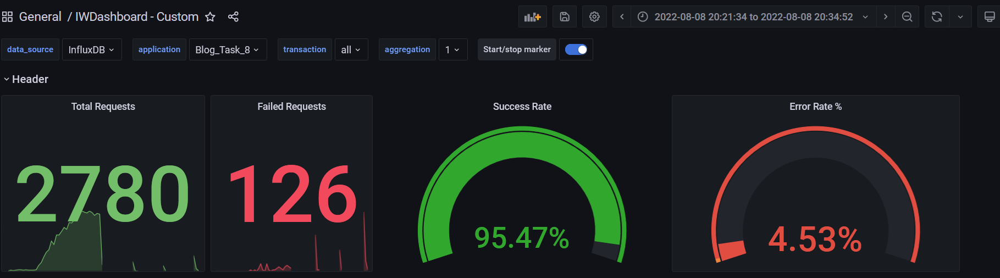 General / IWDashboard - Custom
2022-08-08 20:21:34 to 2022-08-08 20:34:52
data_source InfluxDB application Blog_Task_8 transaction all aggregation 1 Start/stop marker
Header
Total Requests
2780
Failed Requests
126
Success Rate
95.47%
Error Rate %
4.53%